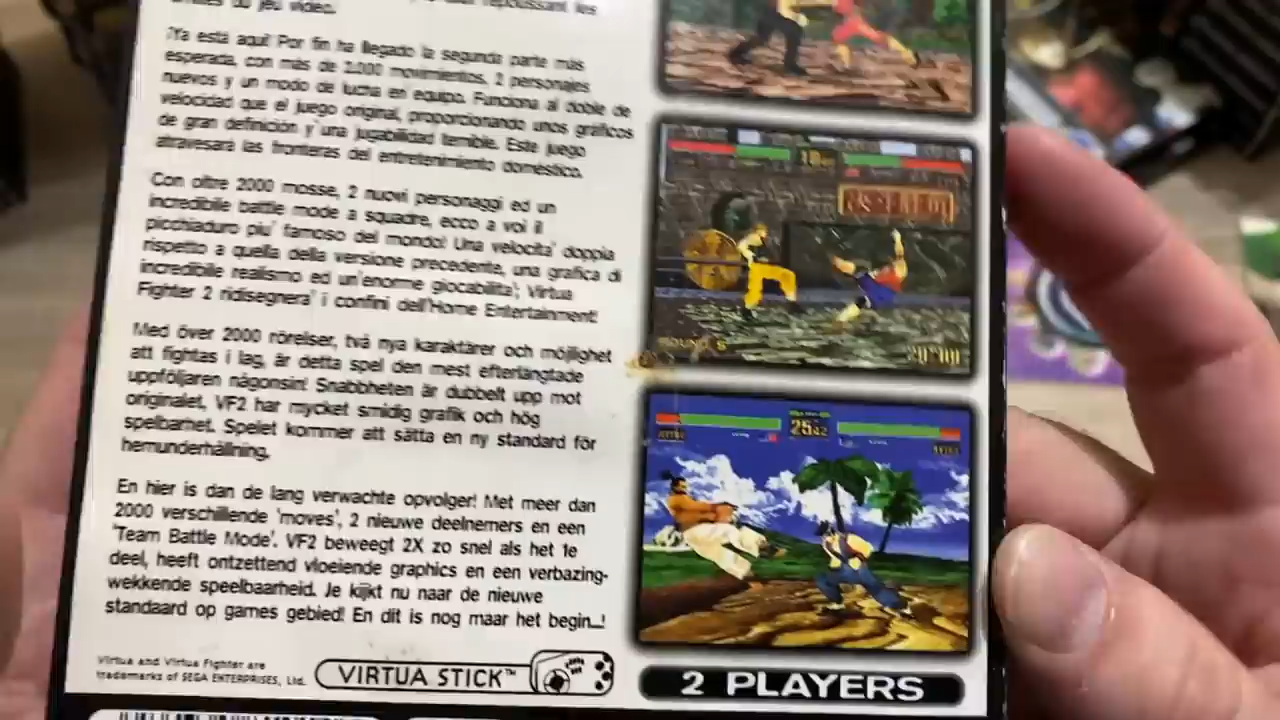 du jeu vidéo.
¡Ya está aquí! Por fin ha llegado la segunda parte más
esperada, con más de 2.000 movimientos, 2 personajes
nuevos y un modo de lucha en equipo. Funciona al doble de
velocidad que el juego original, proporcionando unos gráficos
de gran definición y una jugabilidad temible. Este juego
atravesará las fronteras del entretenimiento doméstico.
Con oltre 2000 mosse, 2 nuovi personaggi ed un
incredibile battle mode a squadre, ecco a voi il
picchiaduro piu' famoso del mondo! Una velocita' doppia
rispetto a quella della versione precedente, una grafica di
incredibile realismo ed un'enorme giocabilita'; Virtua
Fighter 2 ridisegnera' i confini dell'Home Entertainment!
Med över 2000 rörelser, två nya karaktärer och möjlighet
att fightas i lag, är detta spel den mest efterlängtade
uppföljaren någonsin! Snabbheten är dubbelt upp mot
originalet, VF2 har mycket smidig grafik och hög
spelbarhet. Spelet kommer att sätta en ny standard för
hemunderhållning.
En hier is dan de lang verwachte opvolger! Met meer dan
2000 verschillende 'moves', 2 nieuwe deelnemers en een
'Team Battle Mode'. VF2 beweegt 2X zo snel als het 1e
deel, heeft ontzettend vloeiende graphics en een verbazing-
wekkende speelbaarheid. Je kijkt nu naar de nieuwe
standaard op games gebied! En dit is nog maar het begin...!
Virtua and Virtua Fighter are
trademarks of SEGA ENTERPRISES, Ltd.
VIRTUA STICK™
ROUND 5
25 42
2 PLAYERS